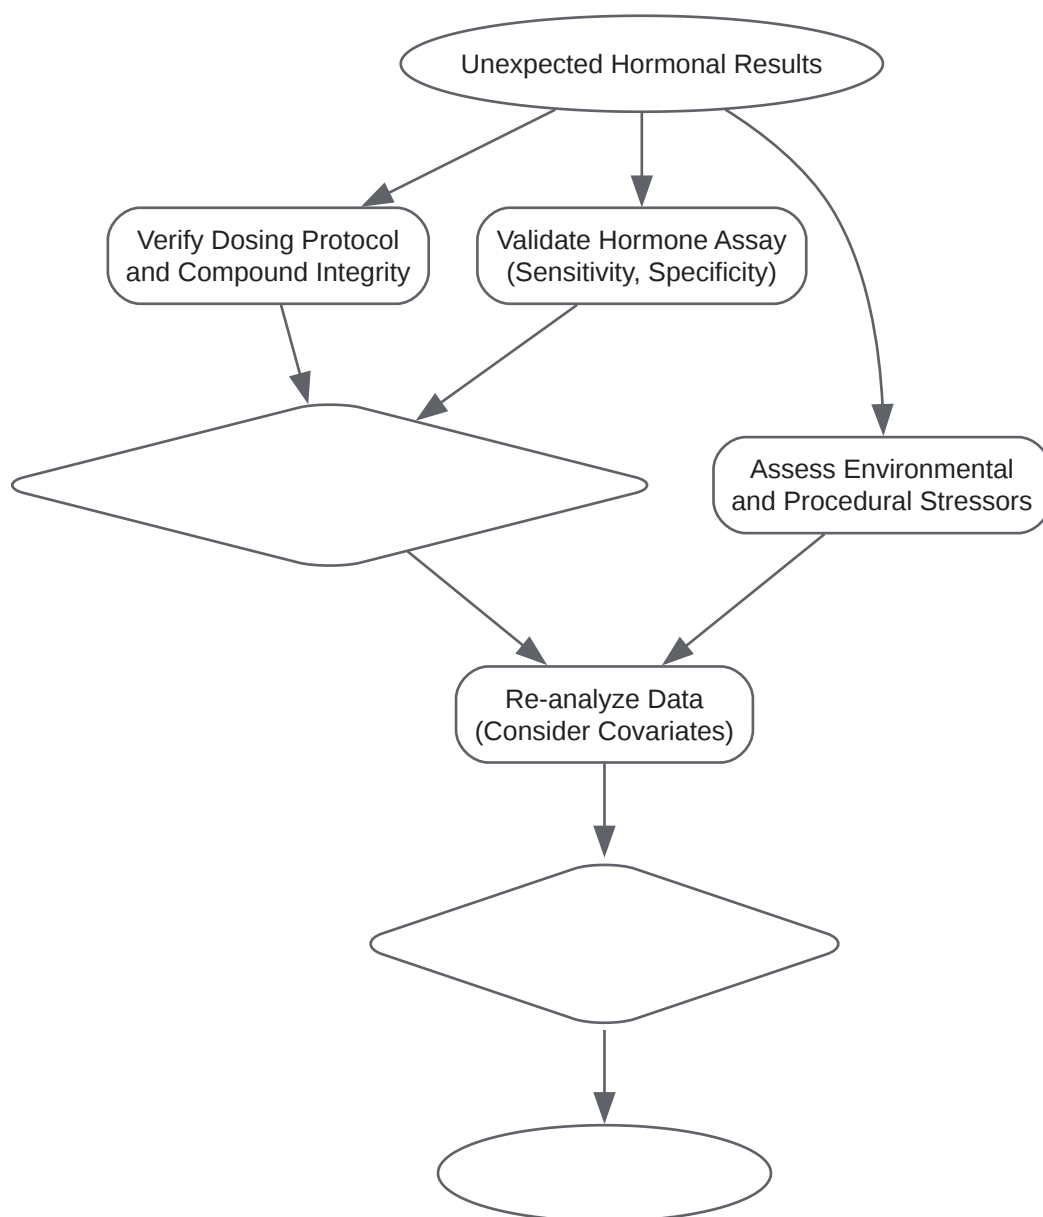 Unexpected Hormonal Results
Verify Dosing Protocol
and Compound Integrity
Validate Hormone Assay
(Sensitivity, Specificity)
Assess Environmental
and Procedural Stressors
Re-analyze Data
(Consider Covariates)